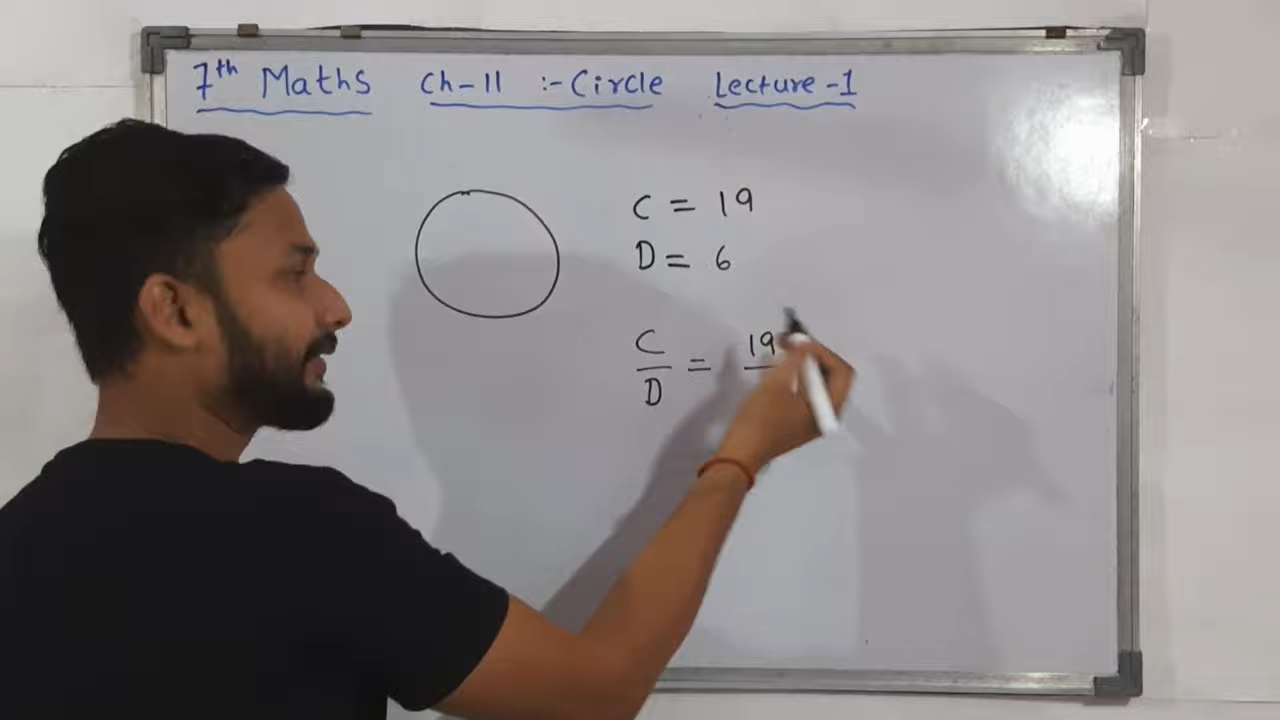 7th Maths Ch-11 :- Circle Lecture -1
C = 19
D = 6
C/D = 19